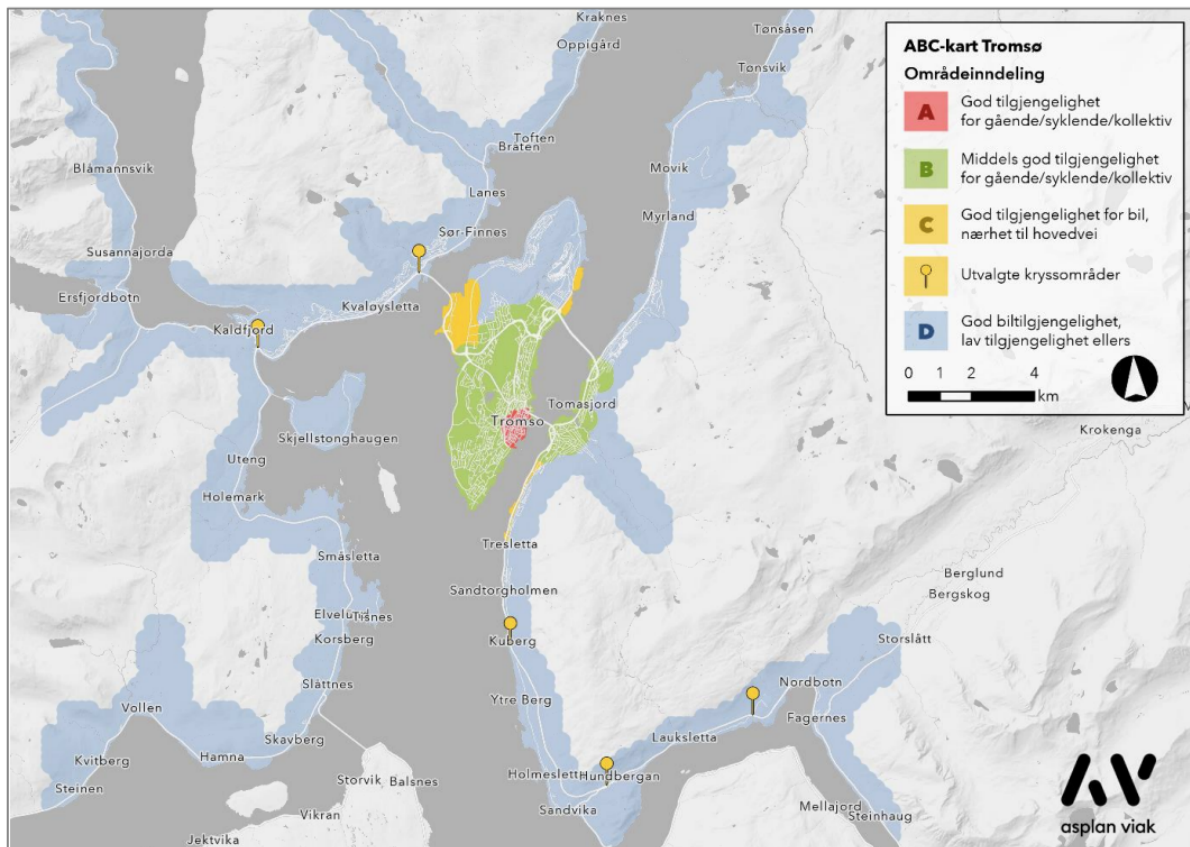 Kraknes
Oppigård
Tønsåsen
Tønsvik
ABC-kart Tromsø
Områdeinndeling
A
God tilgjengelighet
for gående/syklende/kollektiv
B
Middels god tilgjengelighet
for gående/syklende/kollektiv
C
God tilgjengelighet for bil,
nærhet til hovedvei
Utvalgte kryssområder
D
God biltilgjengelighet,
lav tilgjengelighet ellers
0 1 2 4
km
Toften
Bråten
Blåmannsvik
Movik
Lanes
Myrland
Sør-Finnes
Susannajorda
Ersfjordbotn
Kvaløysletta
Kaldfjord
Tomasjord
Tromsø
Krokenga
Skjellstonghaugen
Uteng
Holemark
Tresletta
Småsletta
Berglund
Sandtorgholmen
Bergskog
Tisnes
Korsberg
Kuberg
Storslått
Slåttnes
Ytre Berg
Nordbotn
Vollen
Fagernes
Skavberg
Lauksletta
Hamna
Kvitberg
Storvik
Balsnes
Hundbergan
Steinen
Sandvika
Mellajord
Vikran
Steinhaug
Jektvika
asplan viak